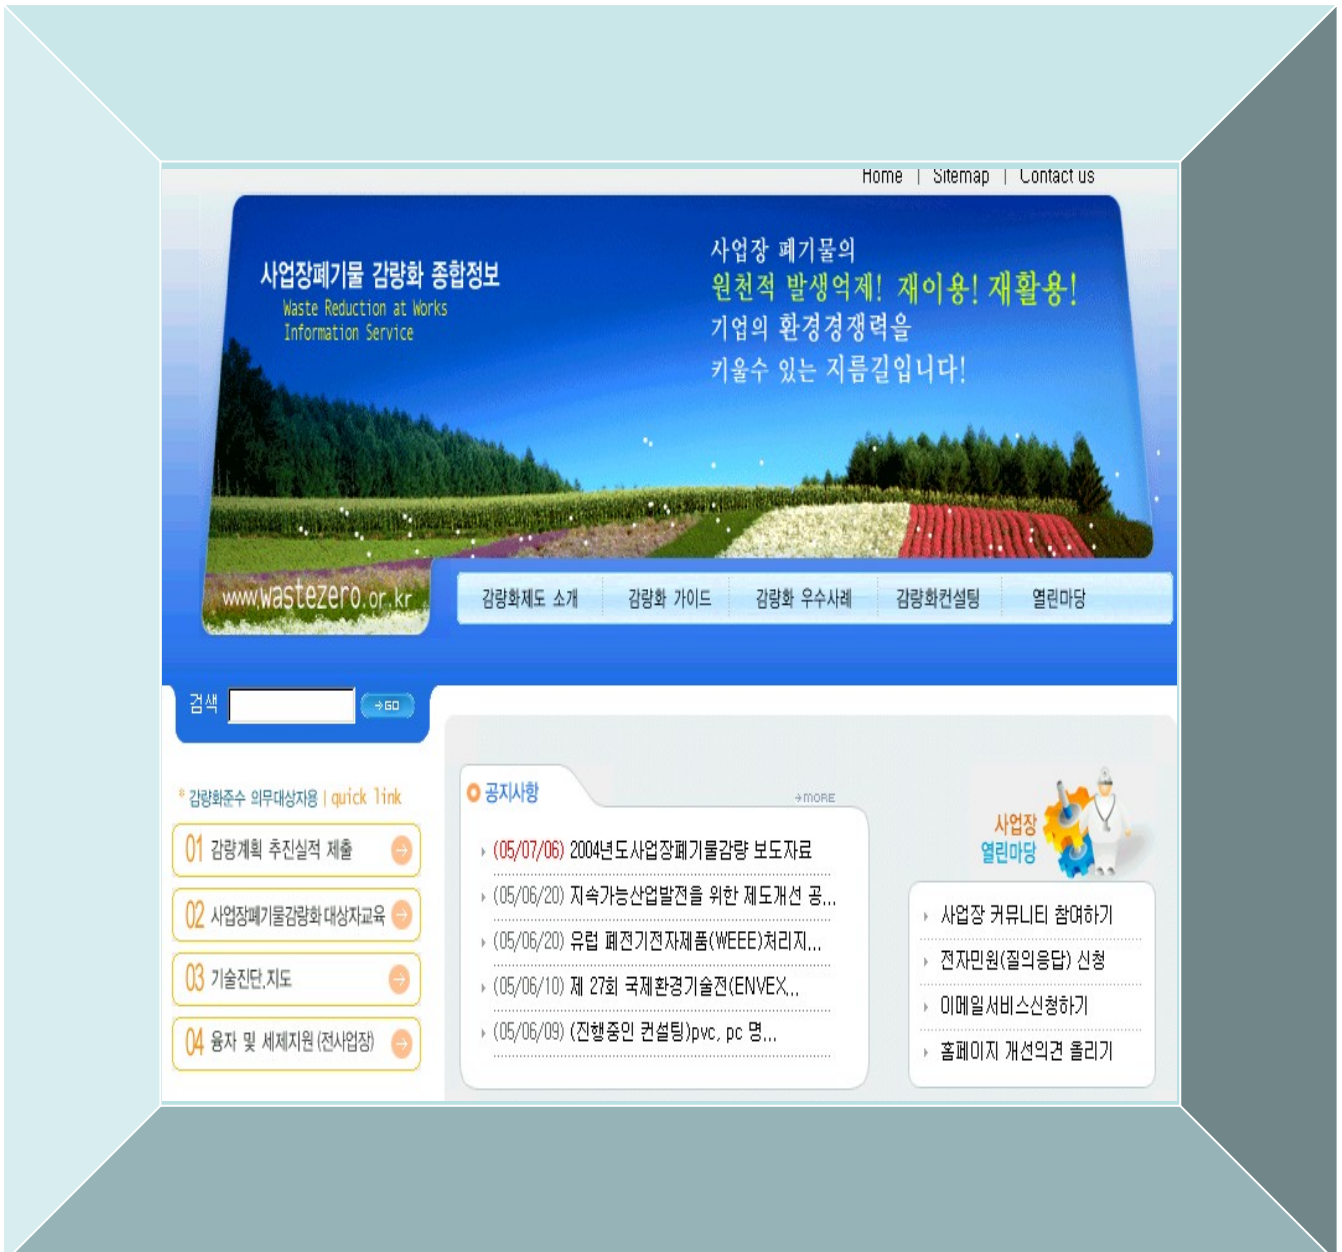 Home | Sitemap | Contact us
사업장폐기물 감량화 종합정보
Waste Reduction at Works
Information Service
사업장 폐기물의
원천적 발생억제! 재이용! 재활용!
기업의 환경경쟁력을
키울수 있는 지름길입니다!
www.wastezero.or.kr
감량화제도 소개
감량화 가이드
감량화 우수사례
감량화컨설팅
열린마당
검색
GO
* 감량화준수 의무대상자용 | quick link
01 감량계획 추진실적 제출
02 사업장폐기물감량화 대상자교육
03 기술진단.지도
04 융자 및 세제지원 (전사업장)
공지사항
MORE
(05/07/06) 2004년도사업장폐기물감량 보도자료
(05/06/20) 지속가능산업발전을 위한 제도개선 공...
(05/06/20) 유럽 폐전기전자제품(WEEE)처리지...
(05/06/10) 제 27회 국제환경기술전(ENVEX...
(05/06/09) (진행중인 컨설팅)pvc, pc 명...
사업장
열린마당
사업장 커뮤니티 참여하기
전자민원(질의응답) 신청
이메일서비스신청하기
홈페이지 개선의견 올리기